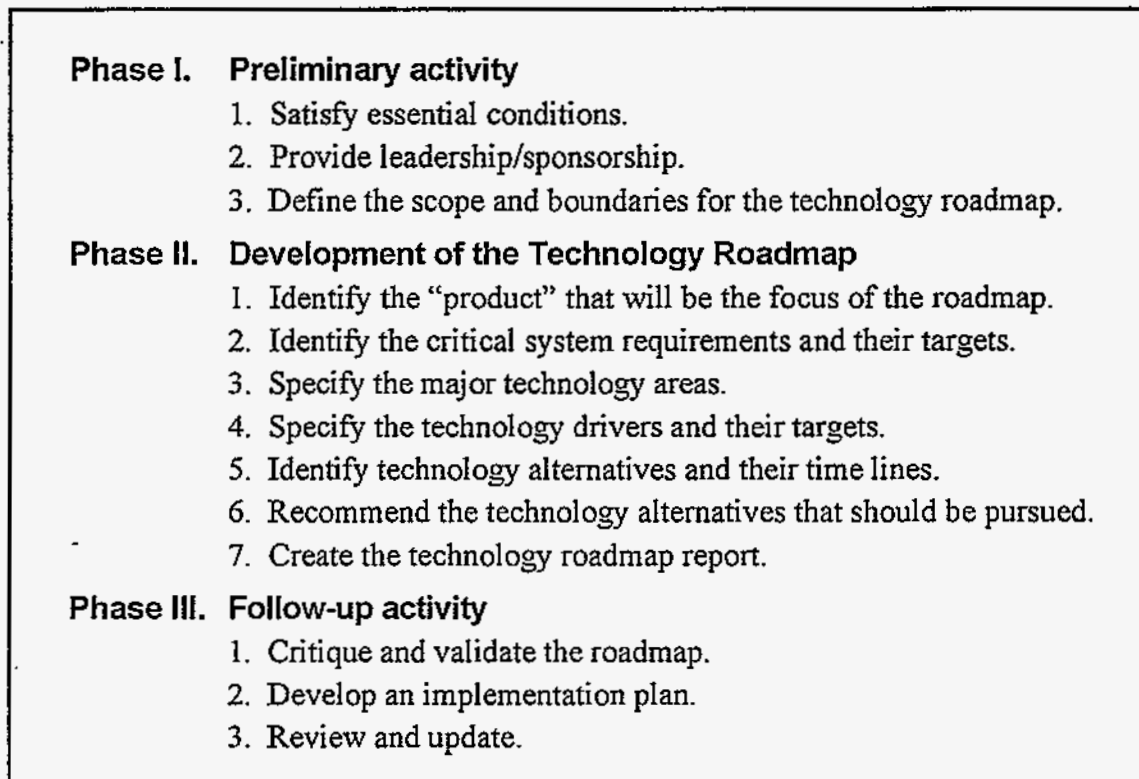 Phase I. Preliminary activity
1. Satisfy essential conditions.
2. Provide leadership/sponsorship.
3. Define the scope and boundaries for the technology roadmap.
Phase II. Development of the Technology Roadmap
1. Identify the “product” that will be the focus of the roadmap.
2. Identify the critical system requirements and their targets.
3. Specify the major technology areas.
4. Specify the technology drivers and their targets.
5. Identify technology alternatives and their time lines.
6. Recommend the technology alternatives that should be pursued.
7. Create the technology roadmap report.
Phase III. Follow-up activity
1. Critique and validate the roadmap.
2. Develop an implementation plan.
3. Review and update.